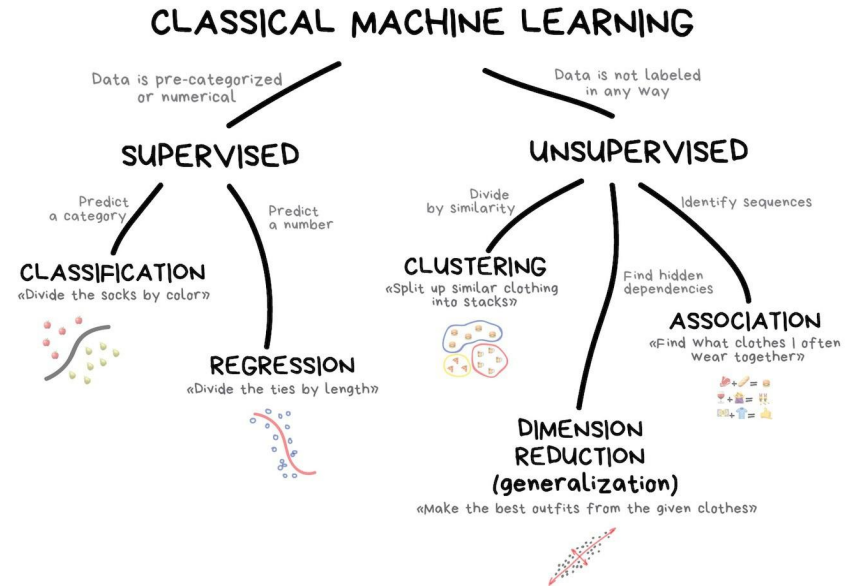 CLASSICAL MACHINE LEARNING
Data is pre-categorized
or numerical
Data is not labeled
in any way
SUPERVISED
UNSUPERVISED
Predict
a category
Predict
a number
Divide
by similarity
Identify sequences
Find hidden
dependencies
CLASSIFICATION
«Divide the socks by color»
REGRESSION
«Divide the ties by length»
CLUSTERING
«Split up similar clothing
into stacks»
ASSOCIATION
«Find what clothes I often
wear together»
DIMENSION
REDUCTION
(generalization)
«Make the best outfits from the given clothes»